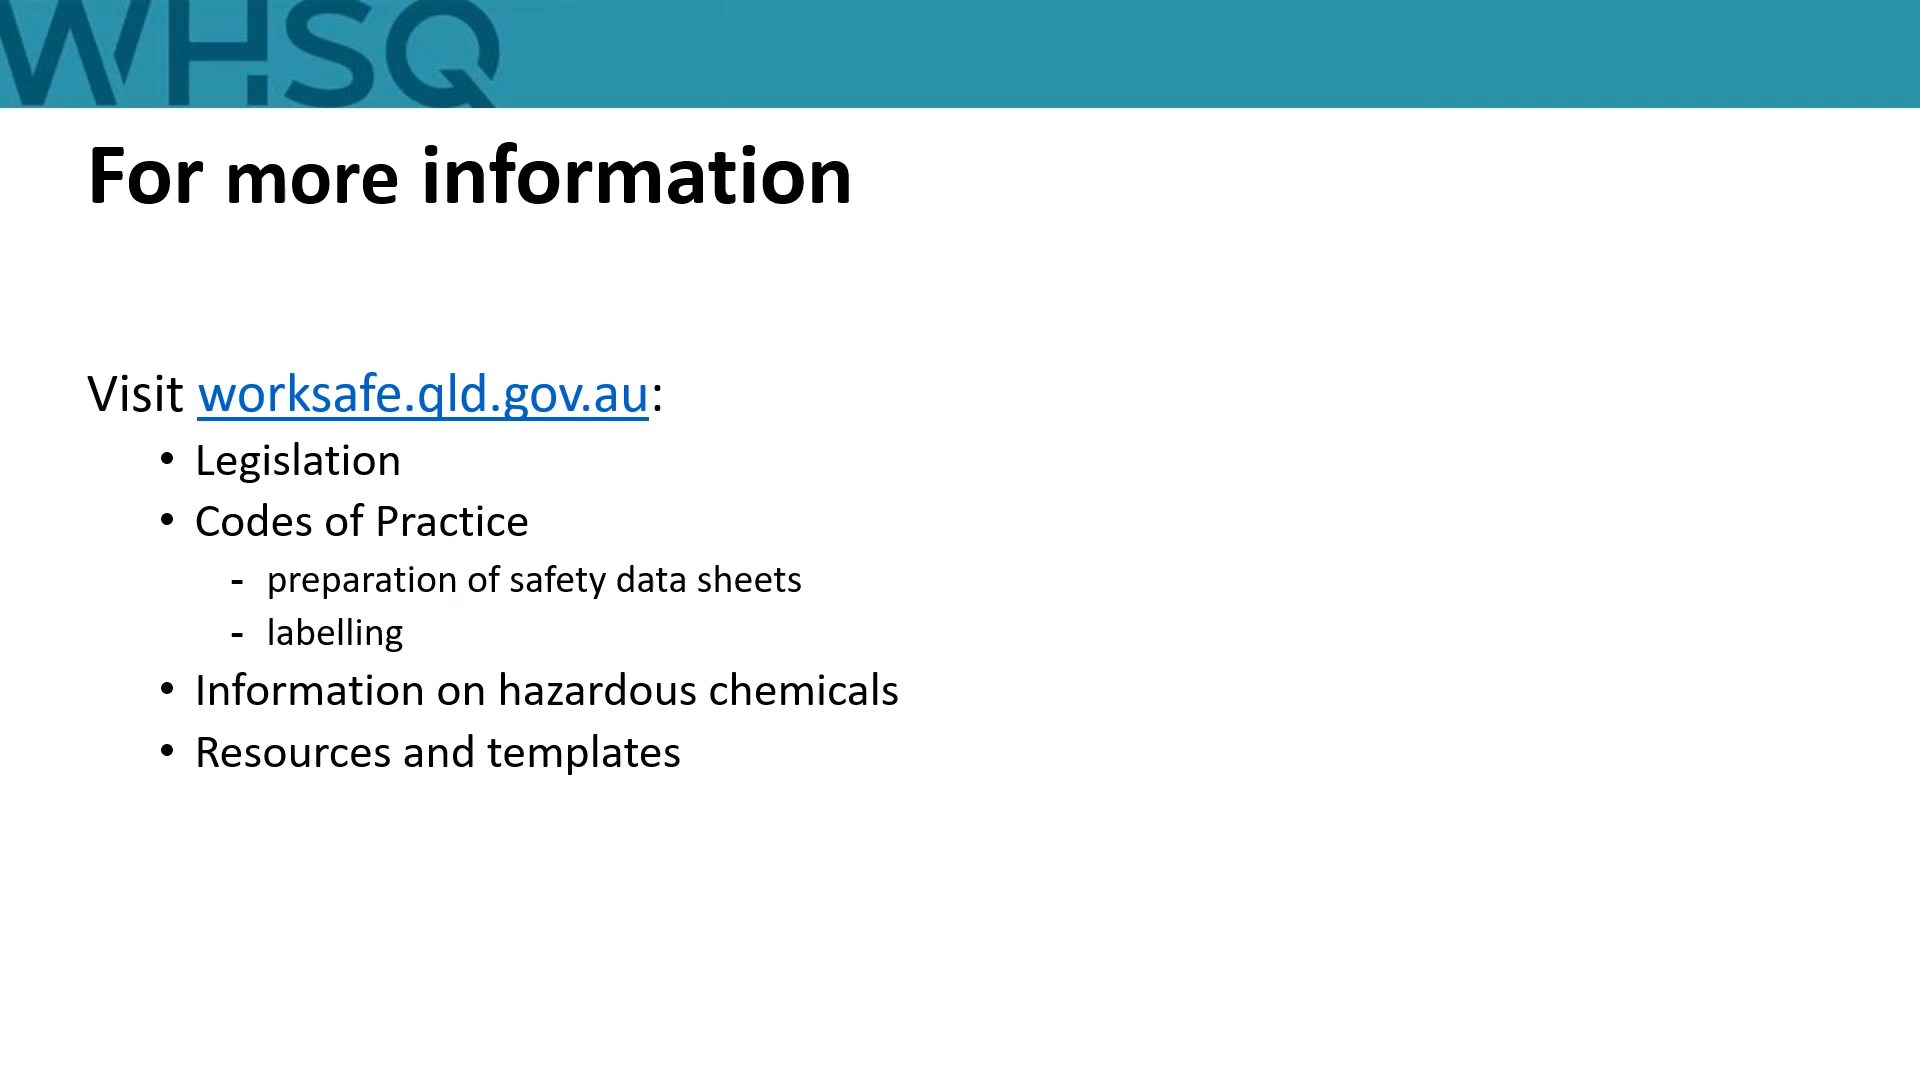 WHSQ
For more information
Visit worksafe.qld.gov.au:
• Legislation
• Codes of Practice
- preparation of safety data sheets
- labelling
• Information on hazardous chemicals
• Resources and templates